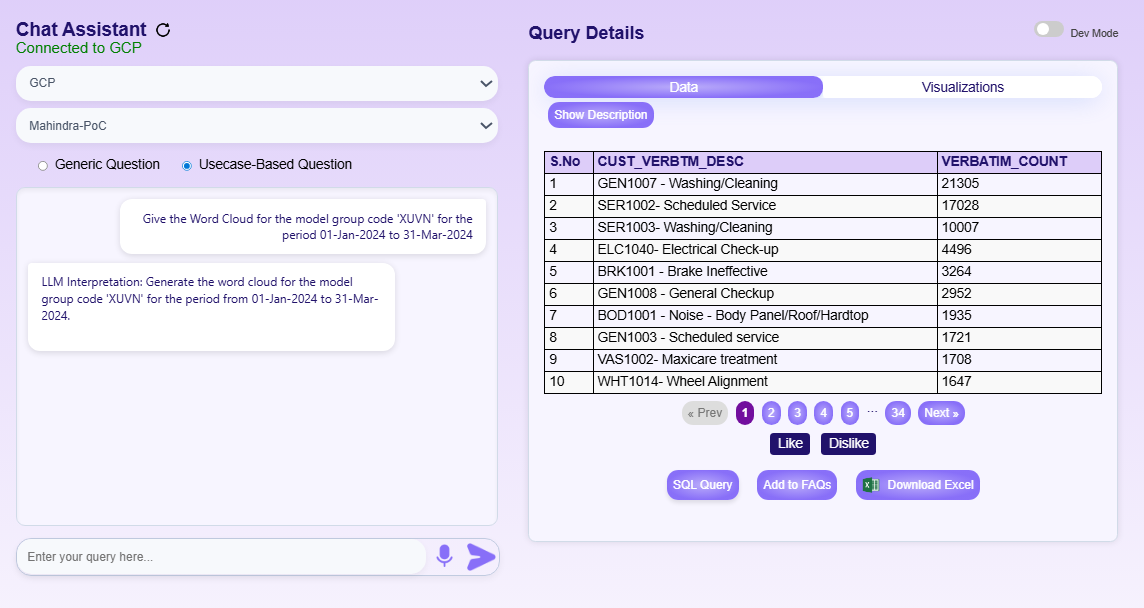 Chat Assistant
Connected to GCP
GCP
Mahindra-PoC
Generic Question Usecase-Based Question
Give the Word Cloud for the model group code 'XUVN' for the
period 01-Jan-2024 to 31-Mar-2024
LLM Interpretation: Generate the word cloud for the model
group code 'XUVN' for the period from 01-Jan-2024 to 31-Mar-
2024.
Enter your query here...
Query Details
Dev Mode
Data Visualizations
Show Description
S.No CUST_VERBTM_DESC VERBATIM_COUNT
1 GEN1007 - Washing/Cleaning 21305
2 SER1002- Scheduled Service 17028
3 SER1003- Washing/Cleaning 10007
4 ELC1040- Electrical Check-up 4496
5 BRK1001 - Brake Ineffective 3264
6 GEN1008 - General Checkup 2952
7 BOD1001 - Noise - Body Panel/Roof/Hardtop 1935
8 GEN1003 - Scheduled service 1721
9 VAS1002- Maxicare treatment 1708
10 WHT1014- Wheel Alignment 1647
« Prev 1 2 3 4 5 ... 34 Next »
Like Dislike
SQL Query Add to FAQs Download Excel